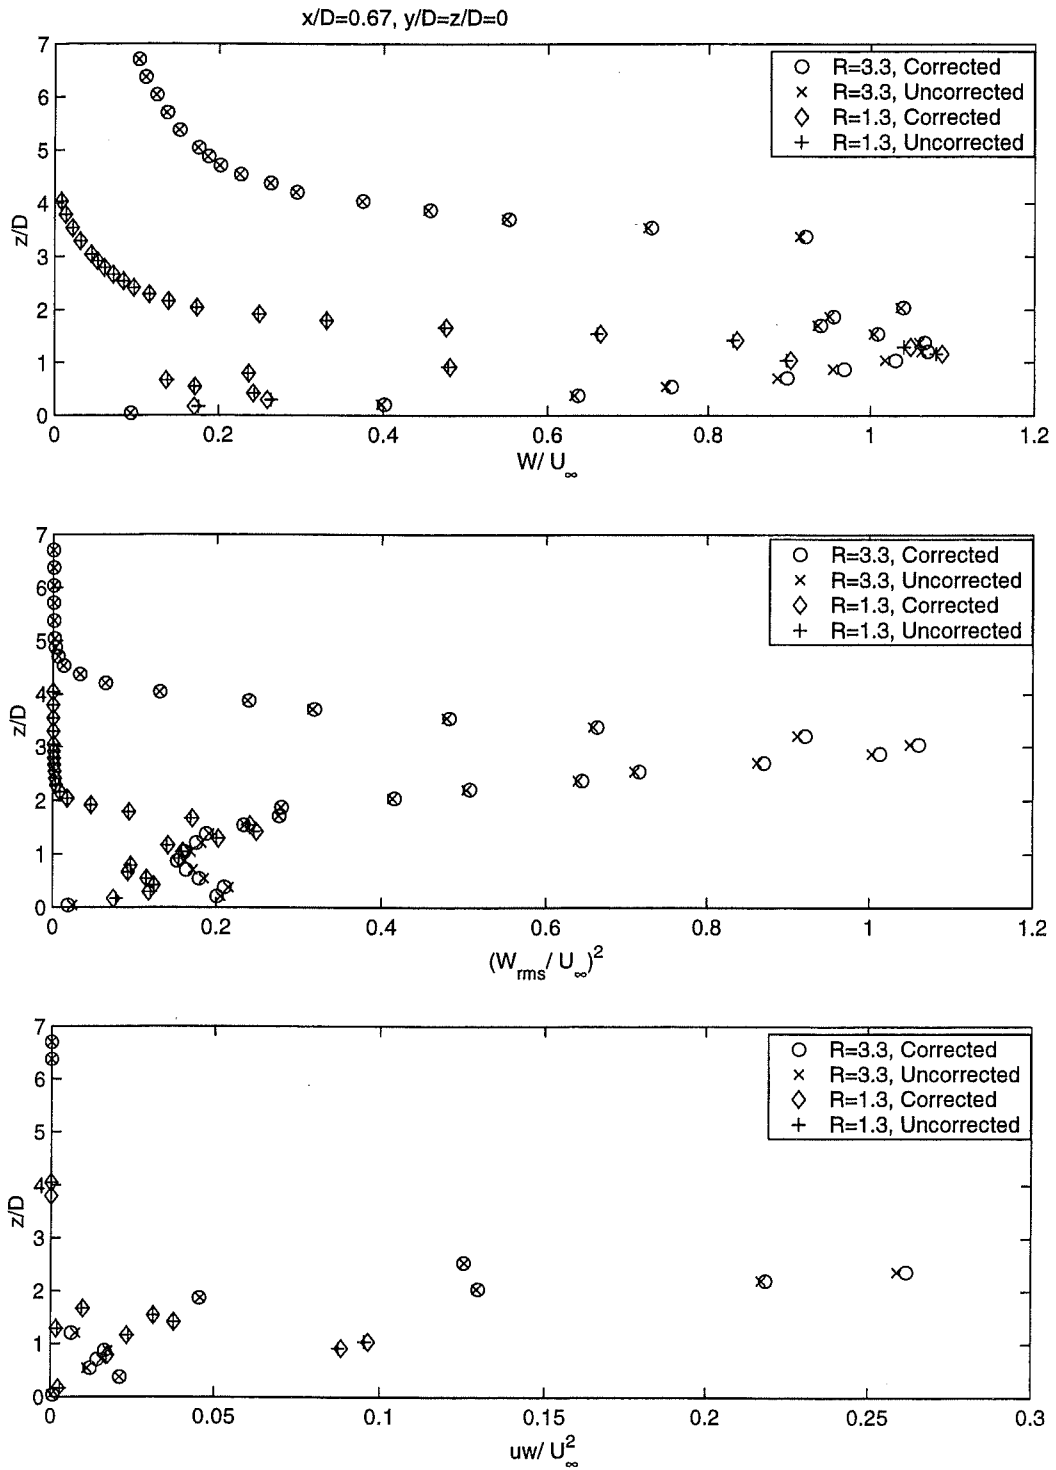 x/D=0.67, y/D=z/D=0
7
6
5
4
3
2
1
0
z/D
R=3.3, Corrected
R=3.3, Uncorrected
R=1.3, Corrected
R=1.3, Uncorrected
0 0.2 0.4 0.6 0.8 1 1.2
W/ U∞
7
6
5
4
3
2
1
0
z/D
R=3.3, Corrected
R=3.3, Uncorrected
R=1.3, Corrected
R=1.3, Uncorrected
0 0.2 0.4 0.6 0.8 1 1.2
(W_rms/ U_∞)^2
7
6
5
4
3
2
1
0
z/D
R=3.3, Corrected
R=3.3, Uncorrected
R=1.3, Corrected
R=1.3, Uncorrected
0 0.05 0.1 0.15 0.2 0.25 0.3
uw/ U_∞^2